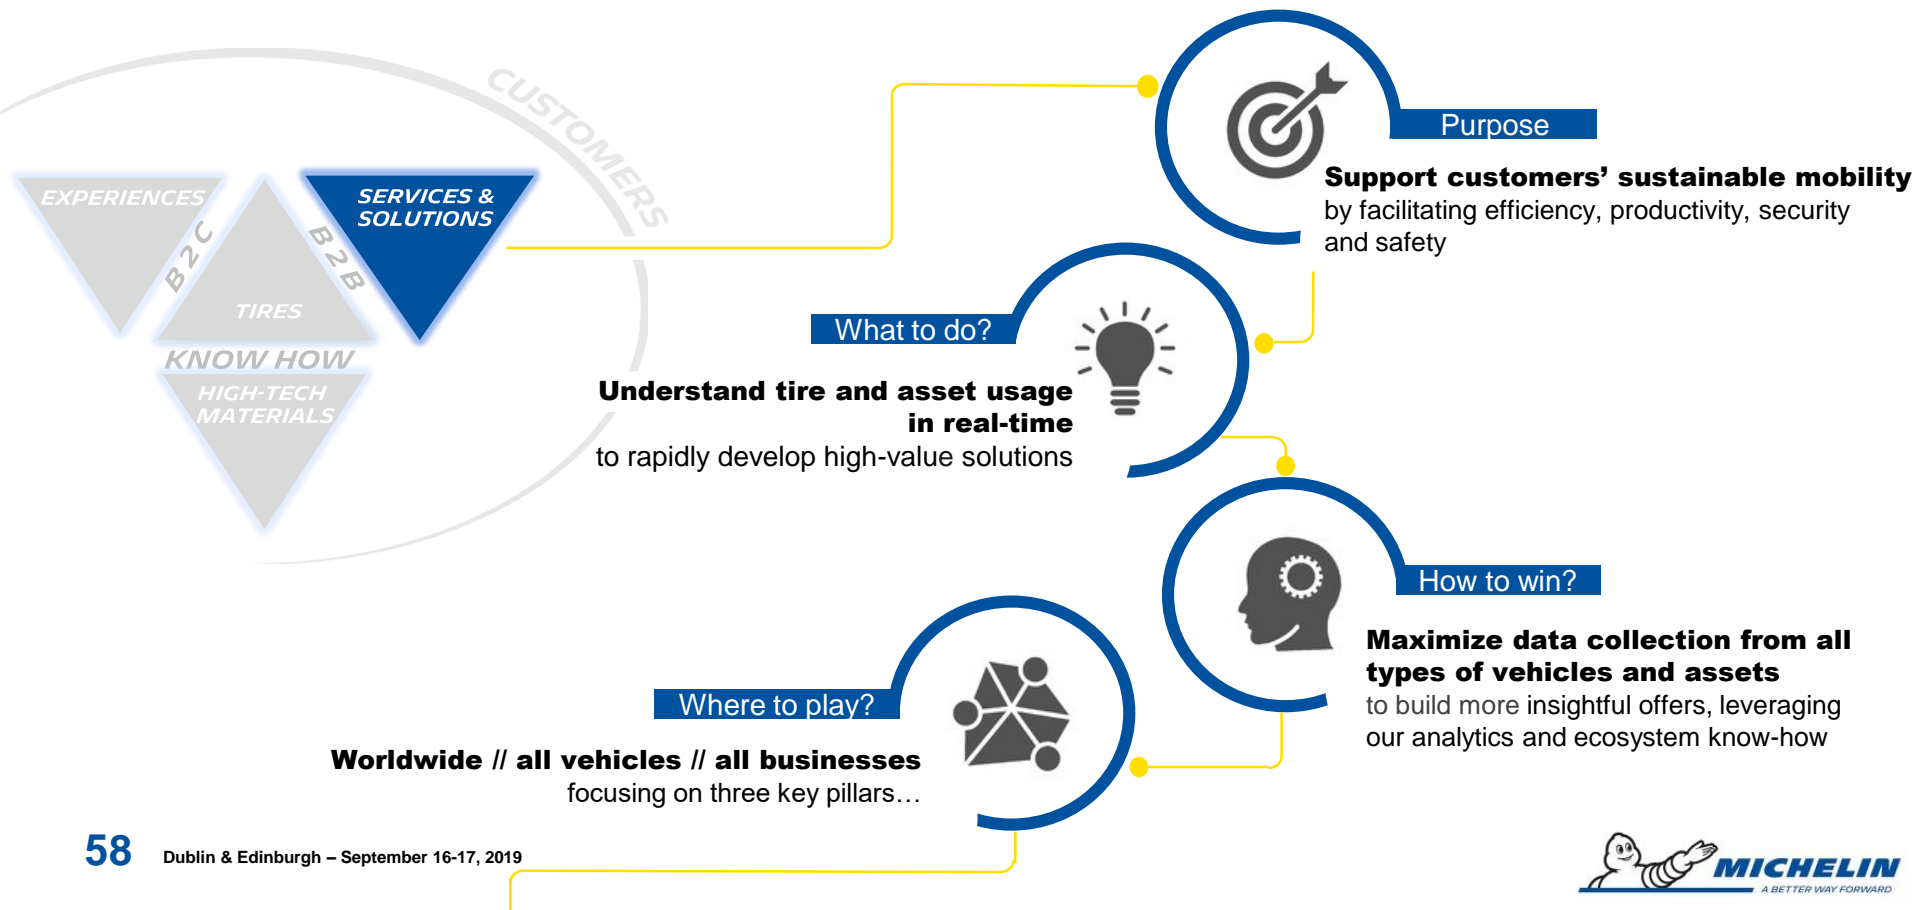 CUSTOMERS
EXPERIENCES
B2C
TIRES
B2B
SERVICES &
SOLUTIONS
KNOW HOW
HIGH-TECH
MATERIALS
Purpose
Support customers’ sustainable mobility
by facilitating efficiency, productivity, security
and safety
What to do?
Understand tire and asset usage
in real-time
to rapidly develop high-value solutions
How to win?
Maximize data collection from all
types of vehicles and assets
to build more insightful offers, leveraging
our analytics and ecosystem know-how
Where to play?
Worldwide // all vehicles // all businesses
focusing on three key pillars…
58
Dublin & Edinburgh – September 16-17, 2019
MICHELIN
A BETTER WAY FORWARD